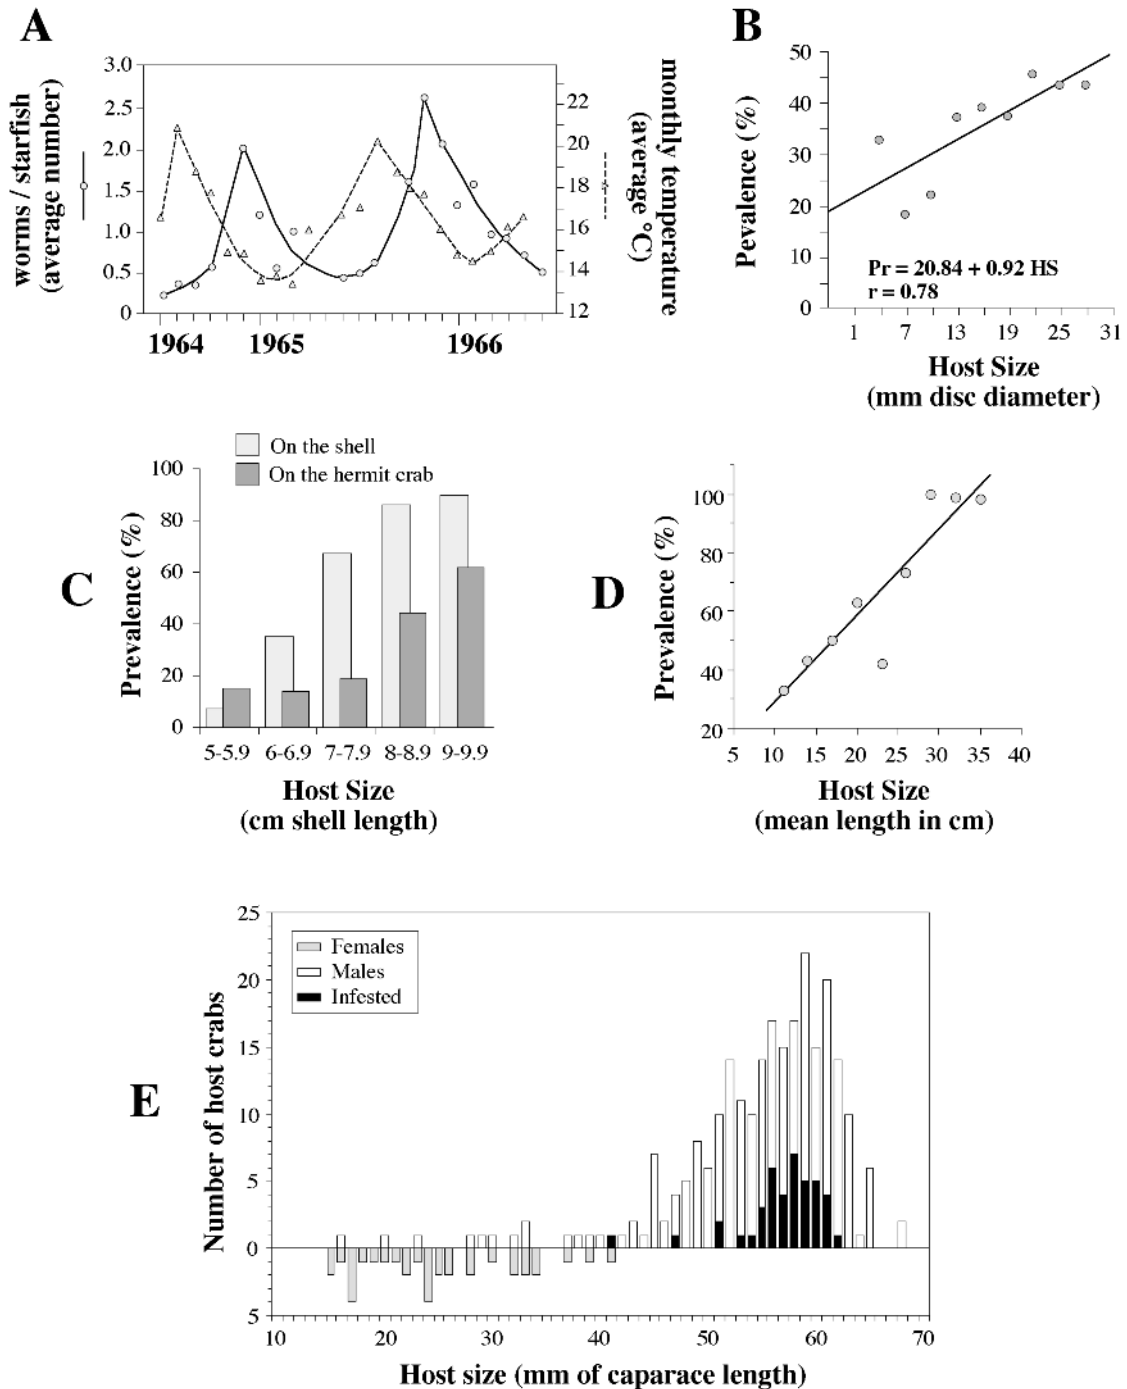 A
worms / starfish
(average number)
3.0
2.5
2.0
1.5
1.0
0.5
0
22
20
18
16
14
12
monthly temperature
(average °C)
1964
1965
1966
B
Pevalence (%)
50
40
30
20
10
0
Pr = 20.84 + 0.92 HS
r = 0.78
1 7 13 19 25 31
Host Size
(mm disc diameter)
C
On the shell
On the hermit crab
Prevalence (%)
100
80
60
40
20
0
5-5.9 6-6.9 7-7.9 8-8.9 9-9.9
Host Size
(cm shell length)
D
Prevalence (%)
100
80
60
40
20
5 10 15 20 25 30 35 40
Host Size
(mean length in cm)
E
Number of host crabs
25
20
15
10
5
0
5
Females
Males
Infested
10 20 30 40 50 60 70
Host size (mm of caparace length)